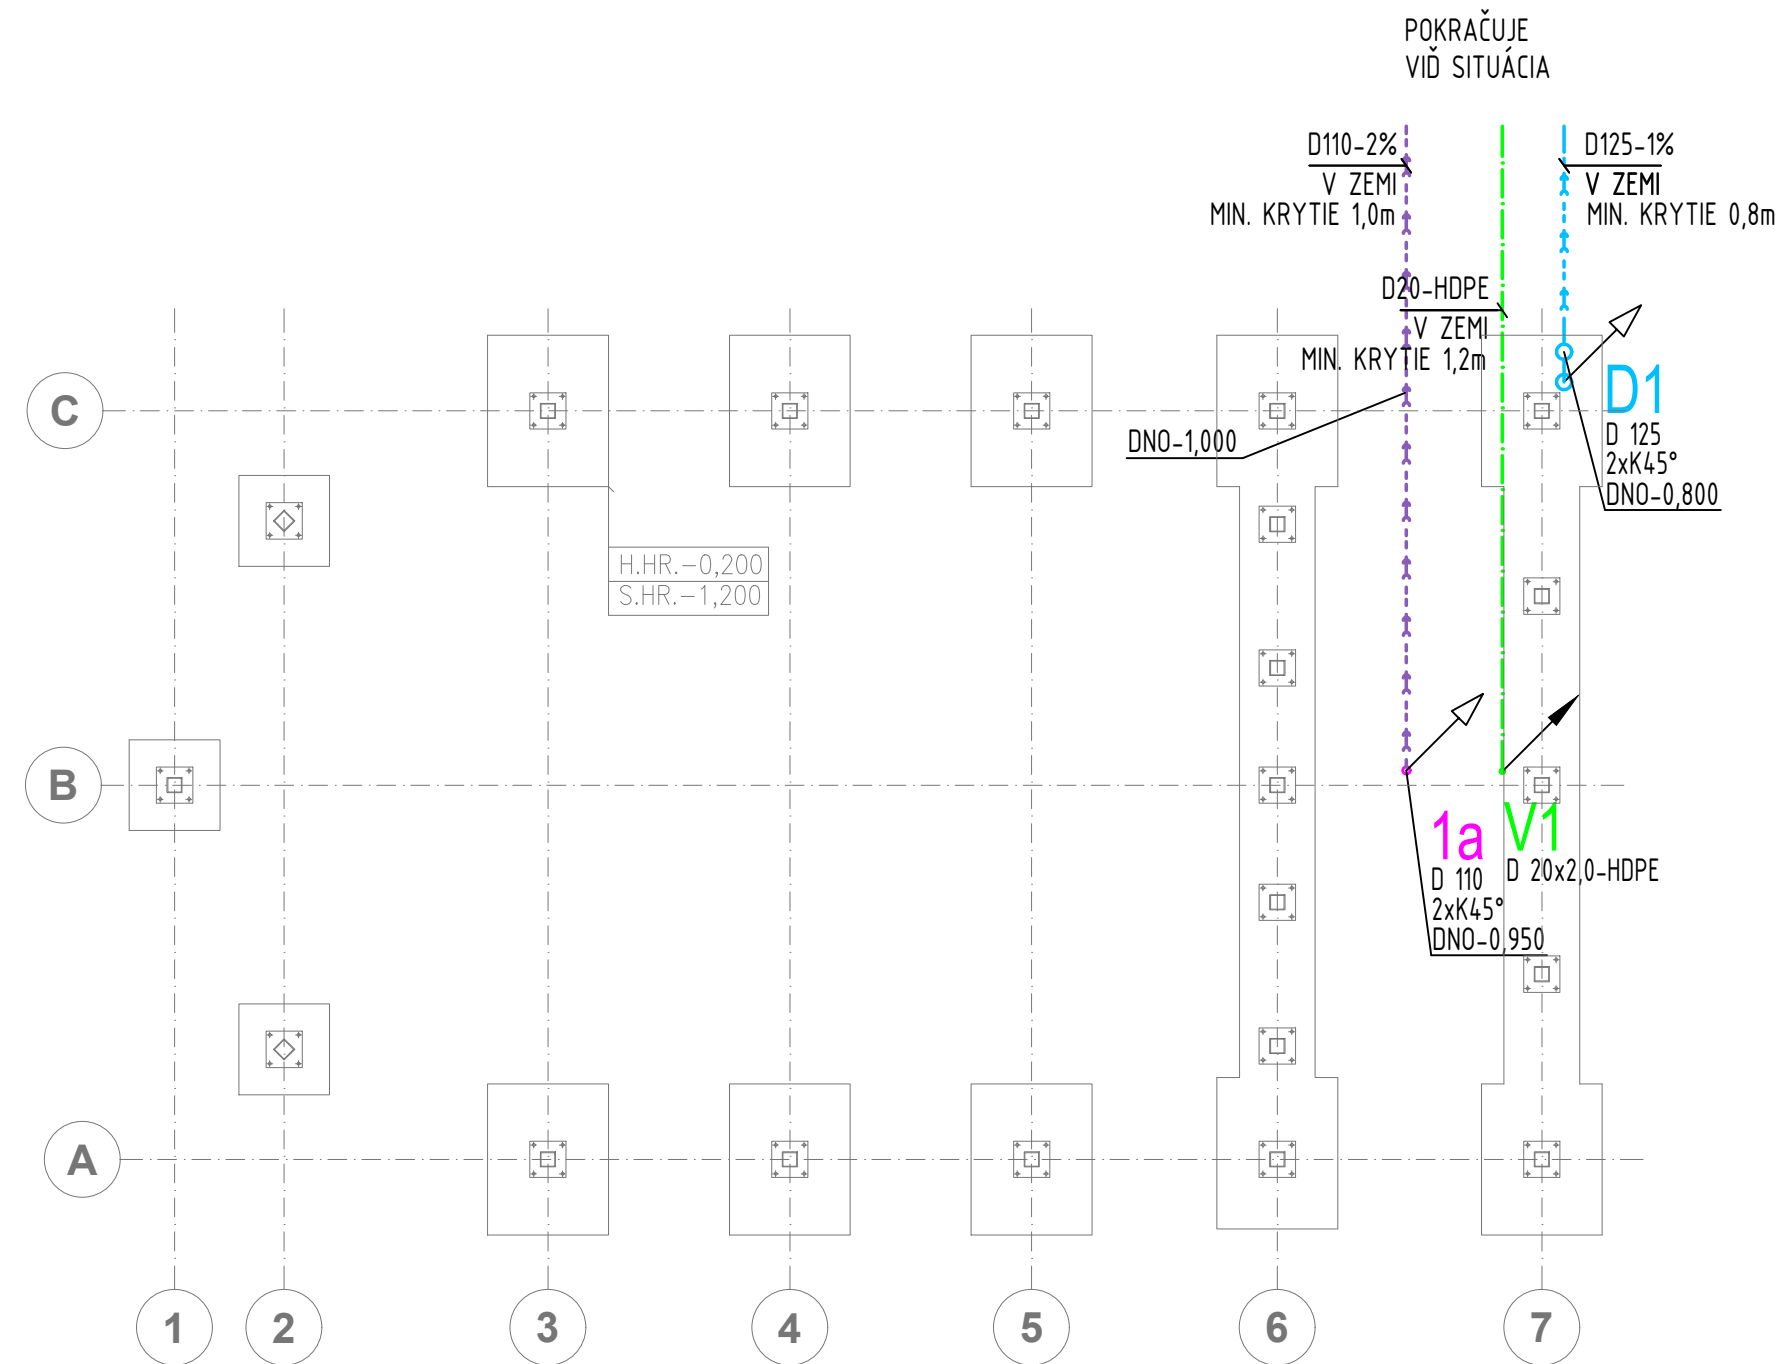 POKRAČUJE
VIĎ SITUÁCIA
D110-2%
V ZEMI
MIN. KRYTIE 1,0m
D125-1%
V ZEMI
MIN. KRYTIE 0,8m
D20-HDPE
V ZEMI
MIN. KRYTIE 1,2m
DNO-1,000
D1
D 125
2xK45°
DNO-0,800
C
H.HR.-0,200
S.HR.-1,200
B
1a
D 110
2xK45°
DNO-0,950
V1
D 20x2,0-HDPE
A
1
2
3
4
5
6
7